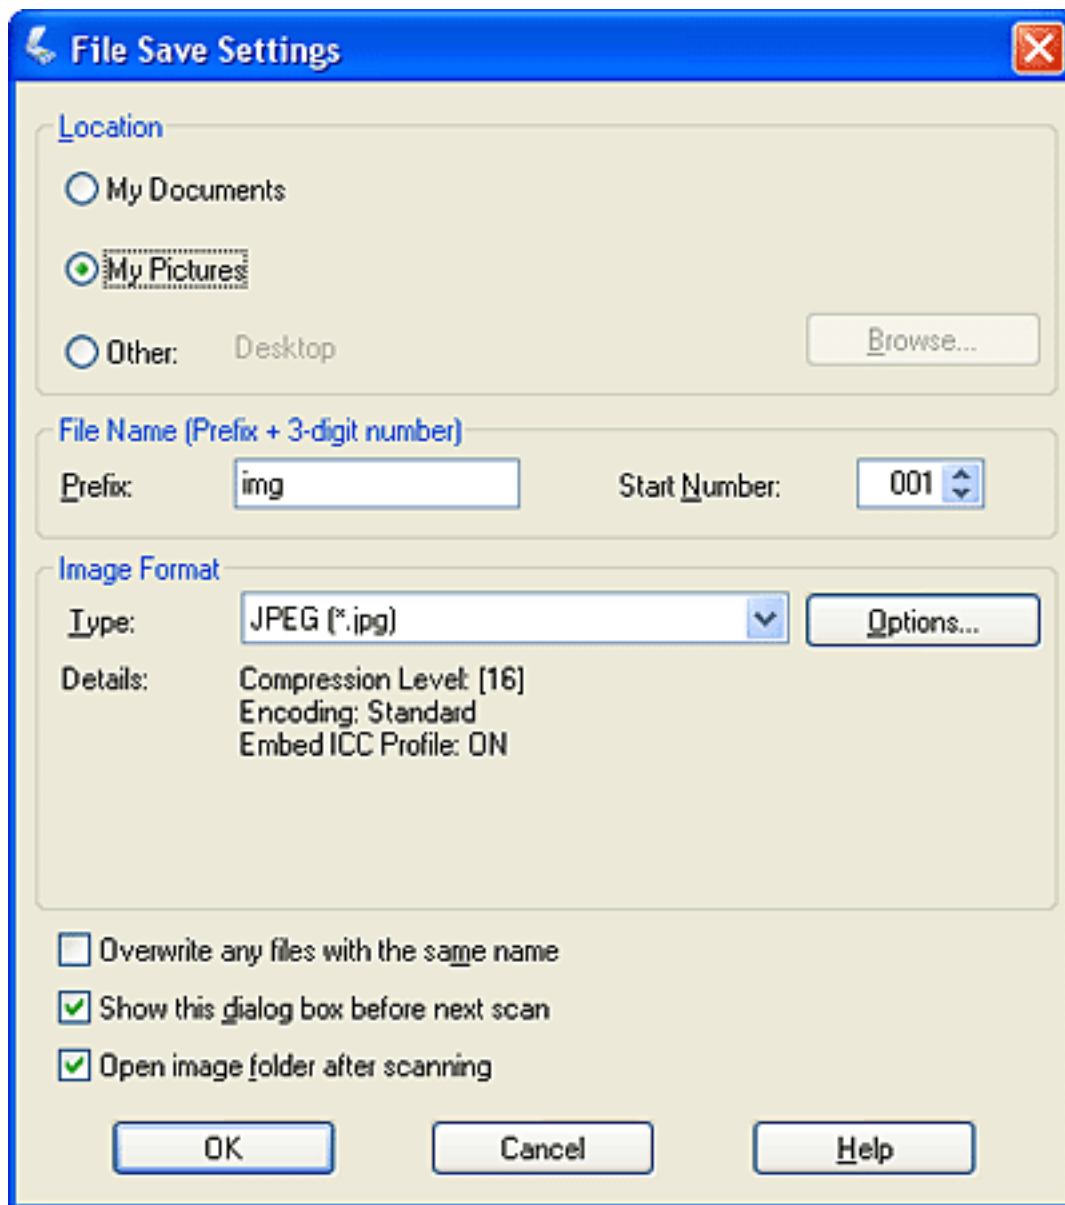 File Save Settings
Location
My Documents
My Pictures
Other: Desktop Browse...
File Name (Prefix + 3-digit number)
Prefix: img Start Number: 001
Image Format
Type: JPEG (*.jpg) Options...
Details: Compression Level: [16]
Encoding: Standard
Embed ICC Profile: ON
Overwrite any files with the same name
Show this dialog box before next scan
Open image folder after scanning
OK Cancel Help